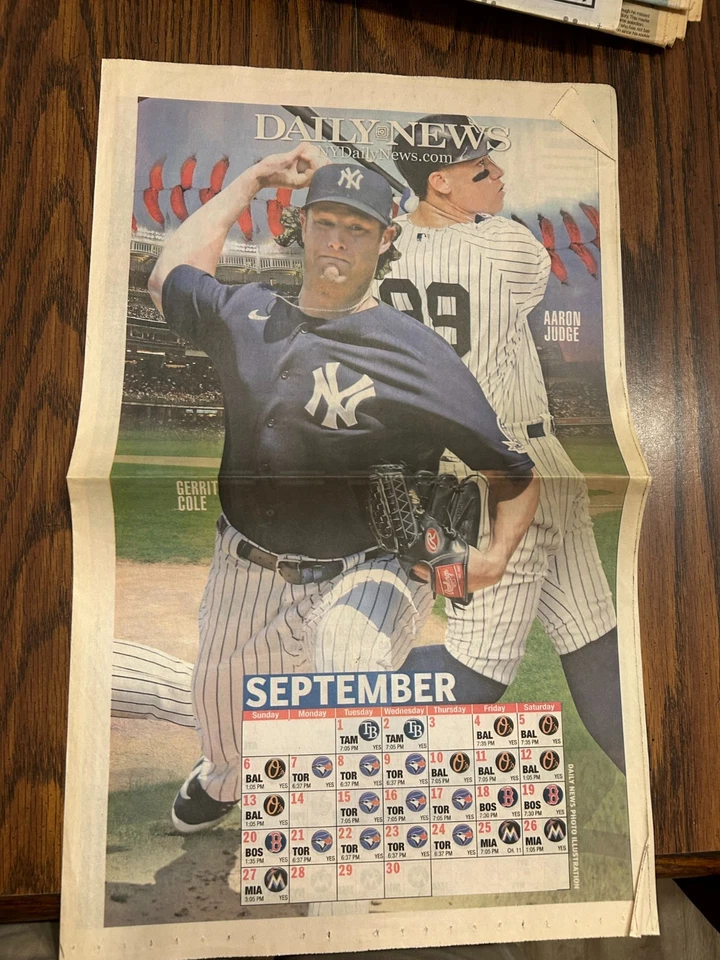 DAILY NEWS
NYDailyNews.com
NY
99
AARON
JUDGE
NY
GERRIT
COLE
SEPTEMBER
Sunday Monday Tuesday Wednesday Thursday Friday Saturday
1 TB 2 TB 3 4 5
TAM TAM BAL BAL
7:05 PM YES 7:05 PM YES 7:35 PM YES 7:35 PM YES
6 7 8 9 10 11 12
BAL TOR TOR TOR BAL BAL BAL
1:05 PM YES 6:37 PM YES 6:37 PM YES 6:37 PM YES 7:05 PM YES 7:05 PM YES 1:05 PM YES
13 14 15 16 17 18 B 19 B
BAL TOR TOR TOR BOS BOS
1:05 PM YES 7:05 PM YES 7:05 PM YES 7:05 PM YES 7:30 PM YES 7:30 PM YES
20 B 21 22 23 24 25 M 26 M
BOS TOR TOR TOR TOR MIA MIA
1:35 PM YES 6:37 PM YES 6:37 PM YES 6:37 PM YES 6:37 PM YES 7:05 PM CH. 11 1:05 PM YES
27 M 28 29 30
MIA
3:05 PM YES
DAILY NEWS PHOTO ILLUSTRATION